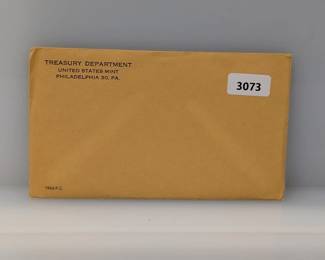 TREASURY DEPARTMENT
UNITED STATES MINT
PHILADELPHIA 30, PA.
3073